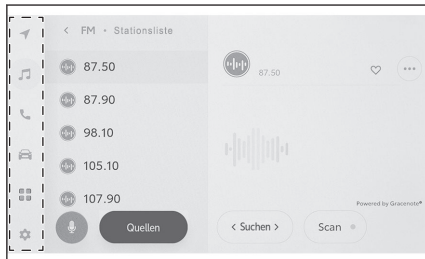 < FM • Stationsliste
87.50
87.90
98.10
105.10
107.90
Quellen
87.50
Powered by Gracenote®
< Suchen >
Scan